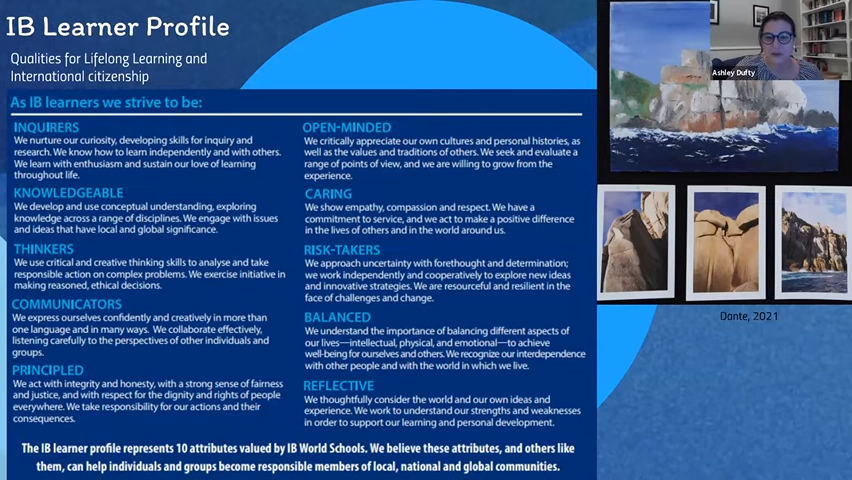 IB Learner Profile
Qualities for Lifelong Learning and
International citizenship
As IB learners we strive to be:
INQUIRERS
We nurture our curiosity, developing skills for inquiry and
research. We know how to learn independently and with others.
We learn with enthusiasm and sustain our love of learning
throughout life.
KNOWLEDGEABLE
We develop and use conceptual understanding, exploring
knowledge across a range of disciplines. We engage with issues
and ideas that have local and global significance.
THINKERS
We use critical and creative thinking skills to analyse and take
responsible action on complex problems. We exercise initiative in
making reasoned, ethical decisions.
COMMUNICATORS
We express ourselves confidently and creatively in more than
one language and in many ways. We collaborate effectively,
listening carefully to the perspectives of other individuals and
groups.
PRINCIPLED
We act with integrity and honesty, with a strong sense of fairness
and justice, and with respect for the dignity and rights of people
everywhere. We take responsibility for our actions and their
consequences.
OPEN-MINDED
We critically appreciate our own cultures and personal histories, as
well as the values and traditions of others. We seek and evaluate a
range of points of view, and we are willing to grow from the
experience.
CARING
We show empathy, compassion and respect. We have a
commitment to service, and we act to make a positive difference
in the lives of others and in the world around us.
RISK-TAKERS
We approach uncertainty with forethought and determination;
we work independently and cooperatively to explore new ideas
and innovative strategies. We are resourceful and resilient in the
face of challenges and change.
BALANCED
We understand the importance of balancing different aspects of
our lives—intellectual, physical, and emotional—to achieve
well-being for ourselves and others. We recognize our interdependence
with other people and with the world in which we live.
REFLECTIVE
We thoughtfully consider the world and our own ideas and
experience. We work to understand our strengths and weaknesses
in order to support our learning and personal development.
The IB learner profile represents 10 attributes valued by IB World Schools. We believe these attributes, and others like
them, can help individuals and groups become responsible members of local, national and global communities.
Ashley Dufty
Dante, 2021